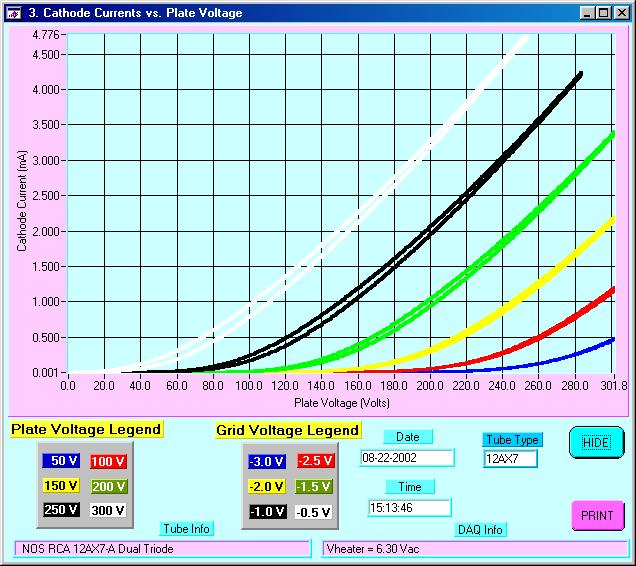 3. Cathode Currents vs. Plate Voltage
Cathode Current (mA)
4.776
4.500
4.000
3.500
3.000
2.500
2.000
1.500
1.000
0.500
0.001
0.0 20.0 40.0 60.0 80.0 100.0 120.0 140.0 160.0 180.0 200.0 220.0 240.0 260.0 280.0 301.8
Plate Voltage (Volts)
Plate Voltage Legend
50 V 100 V
150 V 200 V
250 V 300 V
Grid Voltage Legend
-3.0 V -2.5 V
-2.0 V -1.5 V
-1.0 V -0.5 V
Date
08-22-2002
Time
15:13:46
Tube Type
12AX7
HIDE
PRINT
Tube Info
NOS RCA 12AX7-A Dual Triode
DAQ Info
Vheater = 6.30 Vac